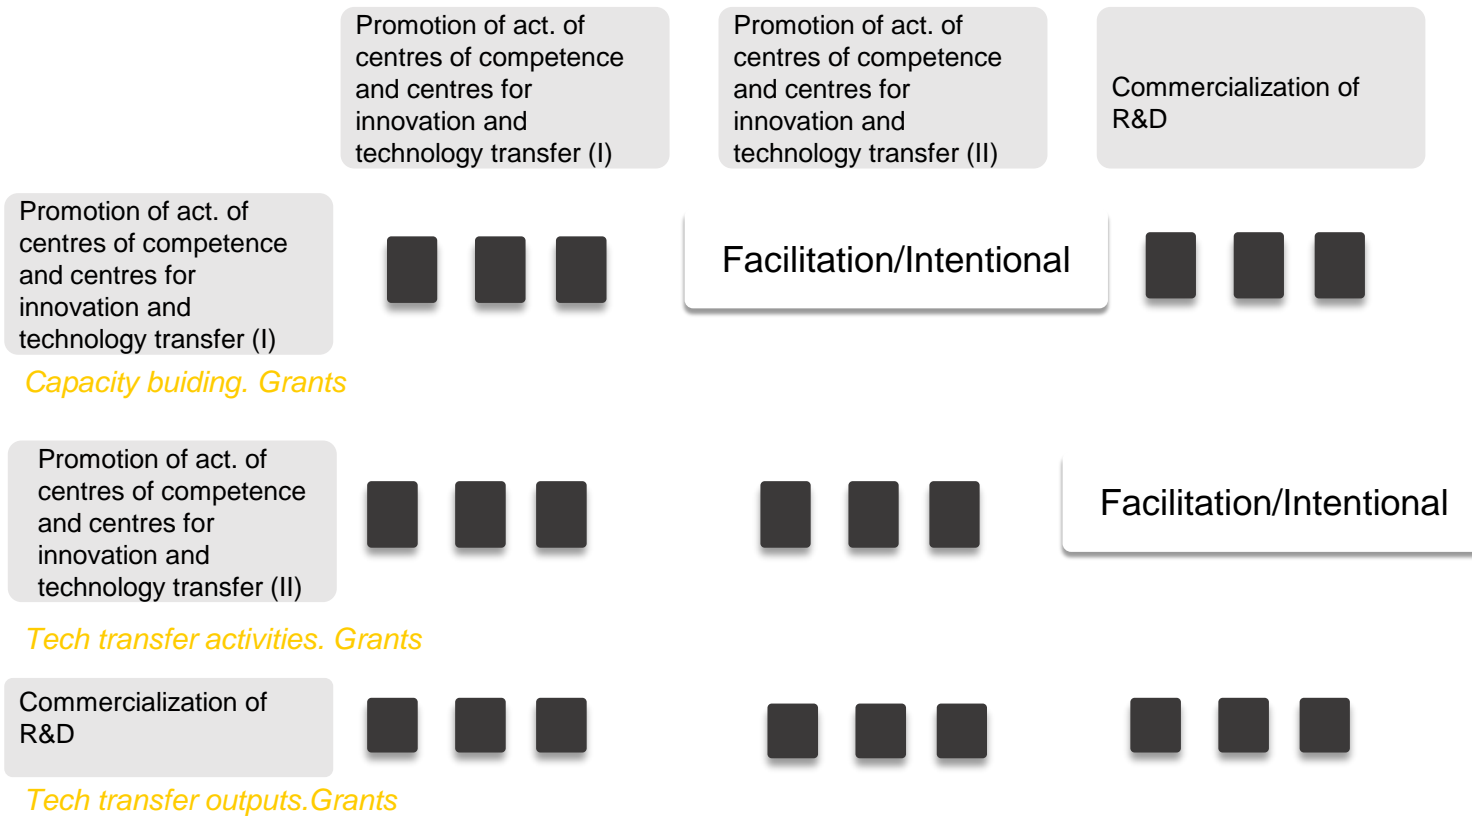 Promotion of act. of
centres of competence
and centres for
innovation and
technology transfer (I)
Promotion of act. of
centres of competence
and centres for
innovation and
technology transfer (II)
Commercialization of
R&D
Promotion of act. of
centres of competence
and centres for
innovation and
technology transfer (I)
Facilitation/Intentional
Capacity buiding. Grants
Promotion of act. of
centres of competence
and centres for
innovation and
technology transfer (II)
Facilitation/Intentional
Tech transfer activities. Grants
Commercialization of
R&D
Tech transfer outputs.Grants